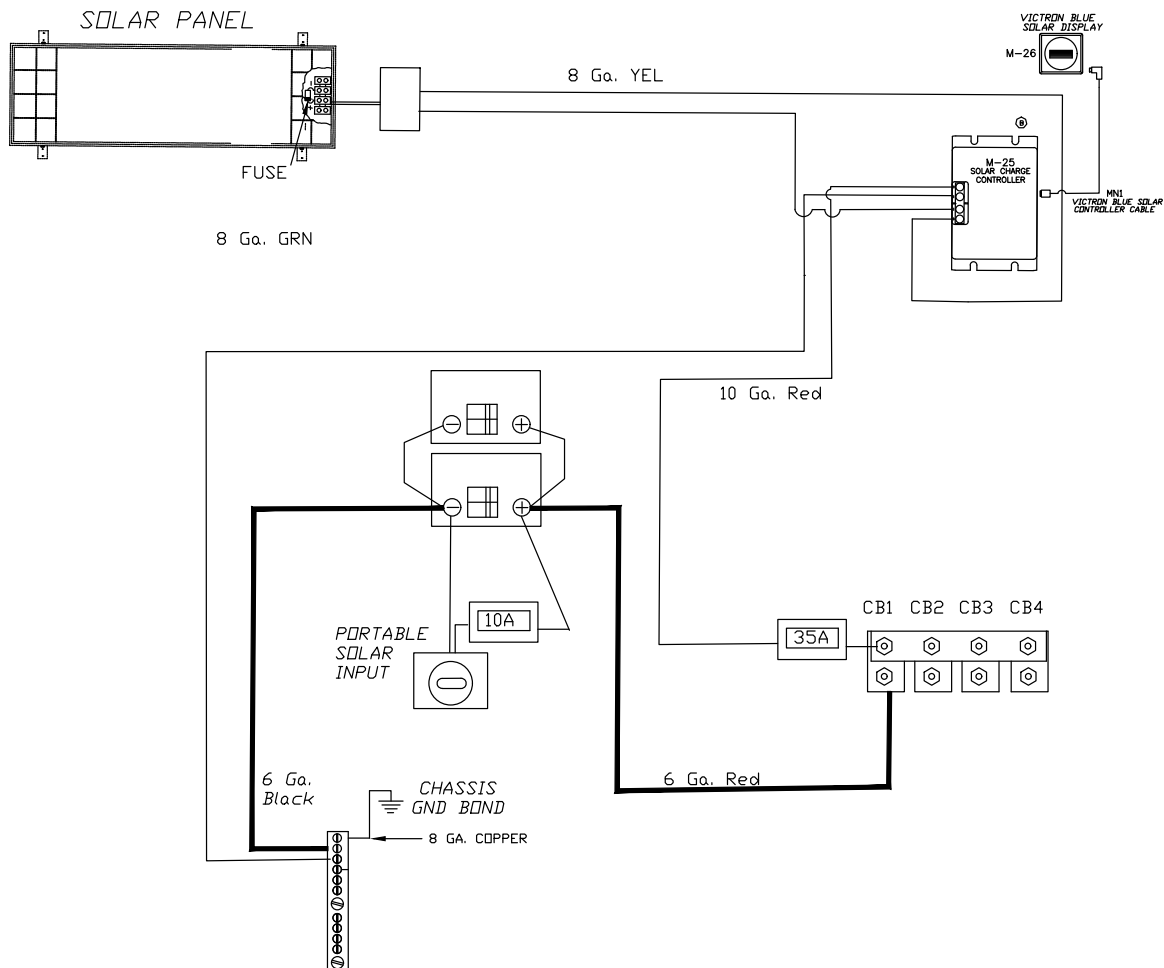 SOLAR PANEL
VICTRON BLUE
SOLAR DISPLAY
M-26
8 Ga. YEL
B
M-25
SOLAR CHARGE
CONTROLLER
FUSE
MN1
VICTRON BLUE SOLAR
CONTROLLER CABLE
8 Ga. GRN
10 Ga. Red
CB1 CB2 CB3 CB4
10A
PORTABLE
SOLAR
INPUT
35A
6 Ga.
Black
CHASSIS
GND BOND
6 Ga. Red
8 GA. COPPER